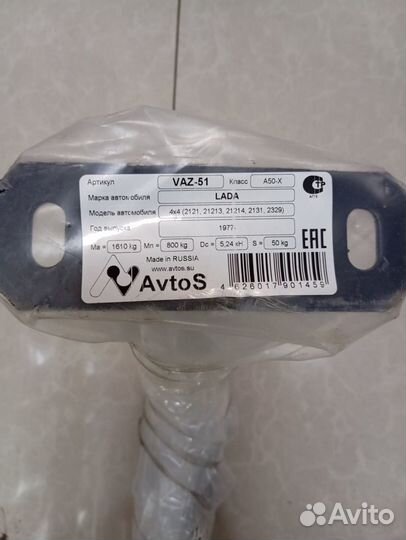 Артикул VAZ-51 Класс A50-X
Марка автомобиля LADA
Модель автомобиля 4x4 (2121, 21213, 21214, 2131, 2329)
Год выпуска 1977-
Ma = 1610 kg Mп = 800 kg Dc = 5,24 кН S = 50 kg
Made in RUSSIA
www.avtos.su
AvtoS
EAC
4 626017 901459
Avito